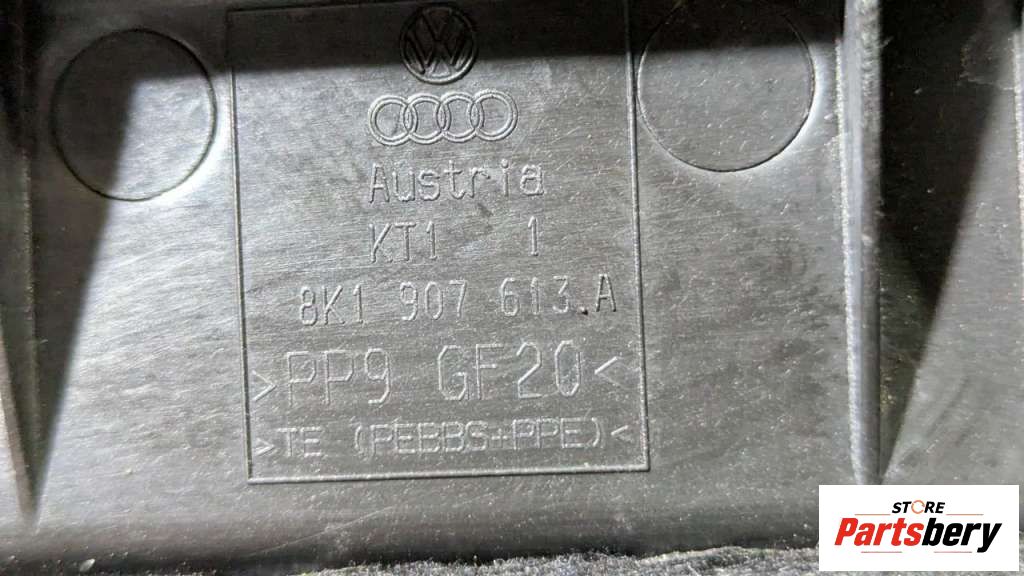 Austria
KT1 1
8K1 907 613.A
>PP9 GF20<
>TE (PEBBS+PPE)<
STORE
Partsbery